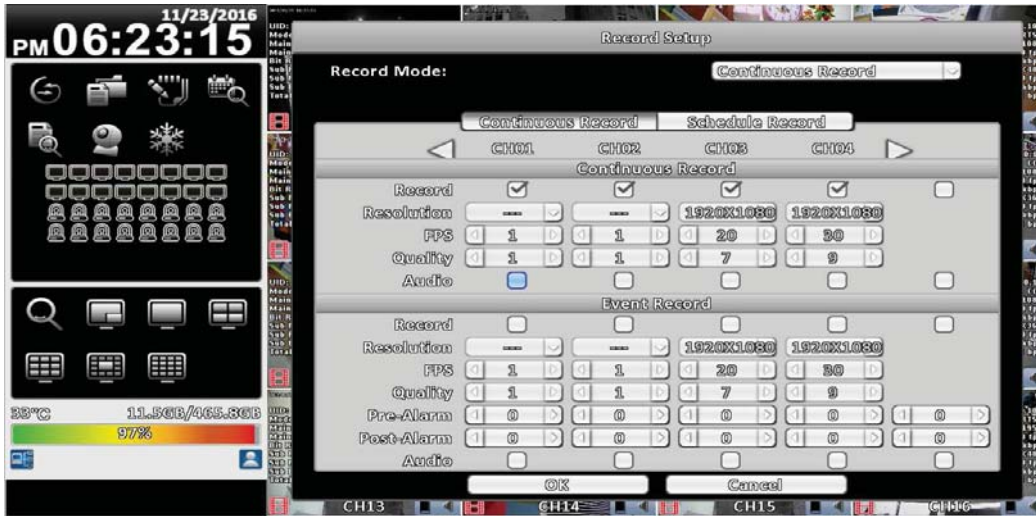 11/23/2016
PM 06:23:15
33°C 11.5GB/465.8GB
97%
Record Setup
Record Mode: Continuous Record
Continuous Record Schedule Record
CH01 CH02 CH03 CH04
Continuous Record
Record
Resolution --- --- 1920X1080 1920X1080
FPS 1 1 20 30
Quality 1 1 7 9
Audio
Event Record
Record
Resolution --- --- 1920X1080 1920X1080
FPS 1 1 20 30
Quality 1 1 7 9
Pre-Alarm 0 0 0 0 0
Post-Alarm 0 0 0 0 0
Audio
OK Cancel
CH13 CH14 CH15 CH16
UID: